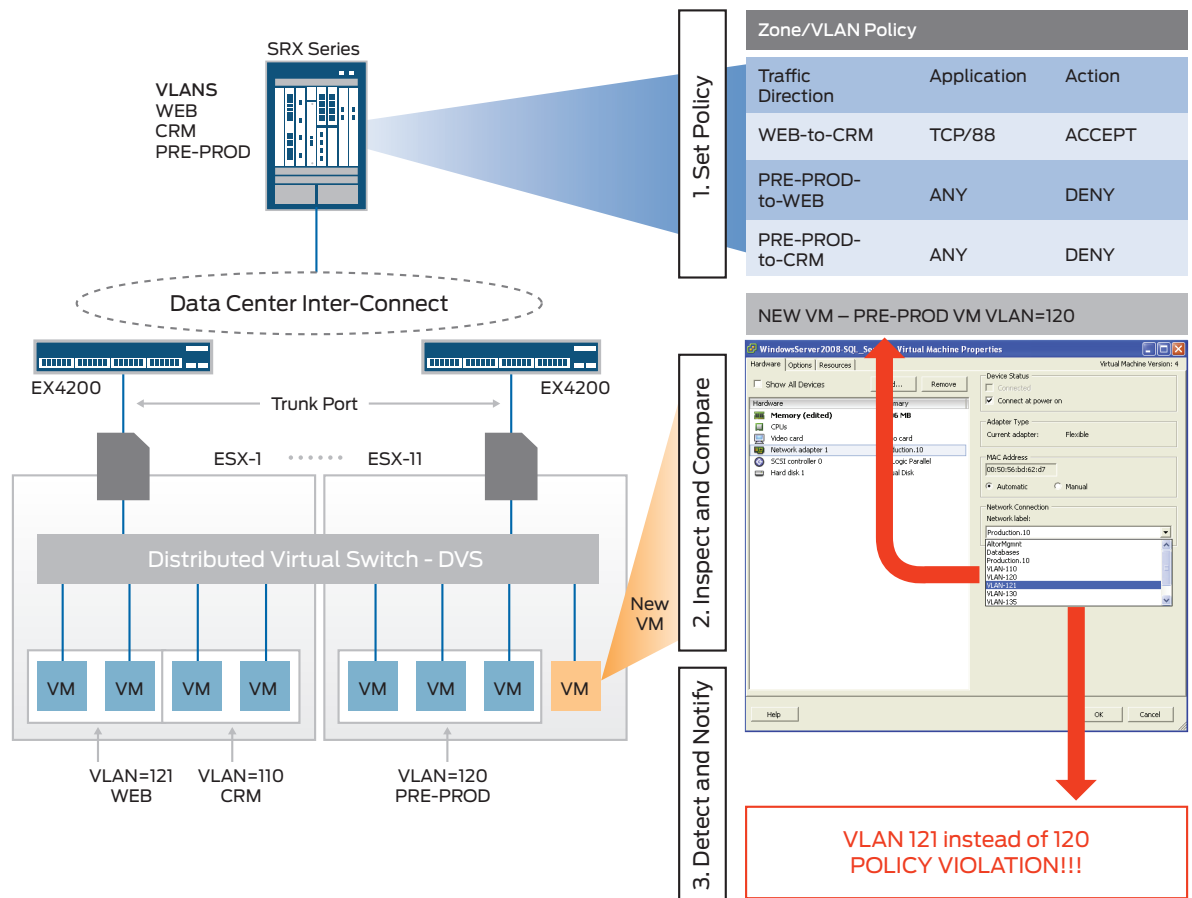 SRX Series
VLANS
WEB
CRM
PRE-PROD
Data Center Inter-Connect
EX4200
EX4200
Trunk Port
ESX-1
ESX-11
Distributed Virtual Switch - DVS
New
VM
VM
VM
VM
VM
VM
VM
VM
VM
VLAN=121
WEB
VLAN=110
CRM
VLAN=120
PRE-PROD
1. Set Policy
Zone/VLAN Policy
Traffic
Direction
Application
Action
WEB-to-CRM
TCP/88
ACCEPT
PRE-PROD-
to-WEB
ANY
DENY
PRE-PROD-
to-CRM
ANY
DENY
2. Inspect and Compare
NEW VM – PRE-PROD VM VLAN=120
WindowsServer2008-SQL_Se Virtual Machine Properties
Hardware
Options
Resources
Virtual Machine Version: 4
Show All Devices
Remove
Hardware
Memory (edited)
CPUs
Video card
Network adapter 1
SCSI controller 0
Logic Parallel
Hard disk 1
Disk
Device Status
Connected
Connect at power on
Adapter Type
Current adapter:
Flexible
MAC Address
00:50:56:bd:62:d7
Automatic
Manual
Network Connection
Network label:
Production.10
AltorMgmnt
Databases
Production.10
VLAN-110
VLAN-120
VLAN-121
VLAN-130
VLAN-135
Help
OK
Cancel
3. Detect and Notify
VLAN 121 instead of 120
POLICY VIOLATION!!!